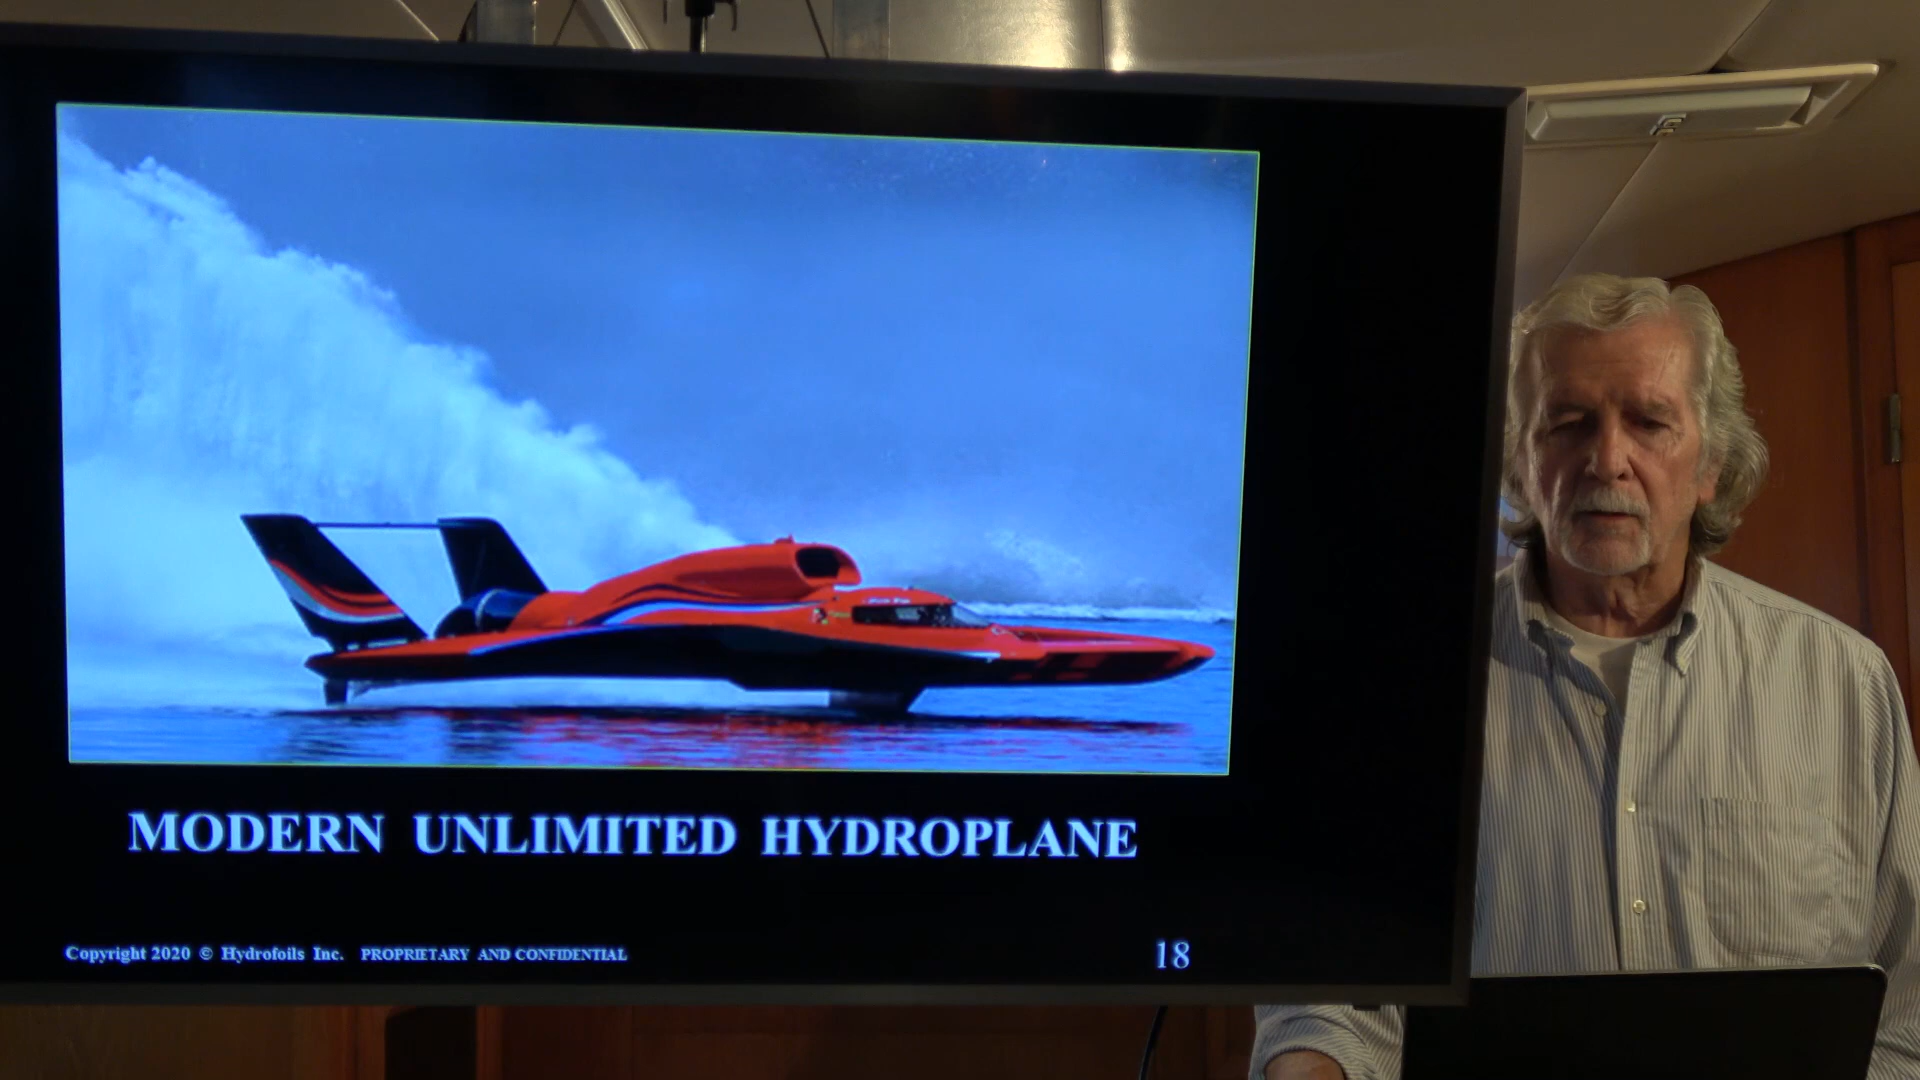 MODERN UNLIMITED HYDROPLANE
Copyright 2020 © Hydrofoils Inc. PROPRIETARY AND CONFIDENTIAL
18